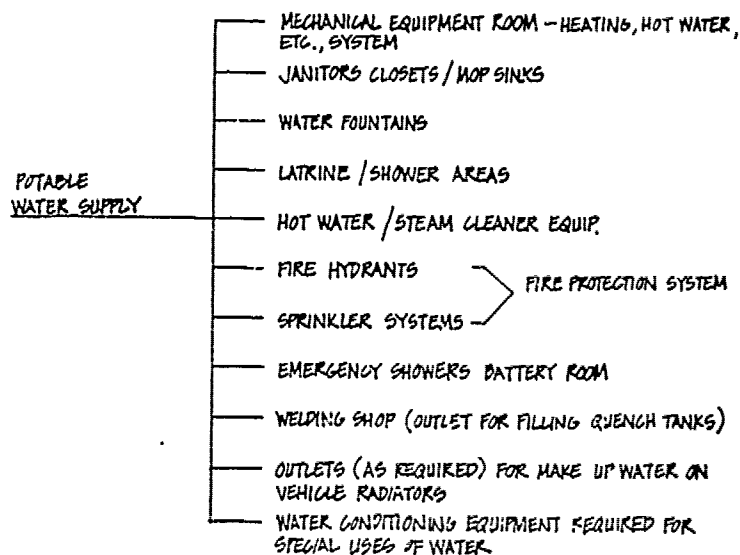 MECHANICAL EQUIPMENT ROOM - HEATING, HOT WATER,
ETC., SYSTEM
JANITORS CLOSETS / MOP SINKS
WATER FOUNTAINS
LATRINE / SHOWER AREAS
POTABLE
WATER SUPPLY
HOT WATER / STEAM CLEANER EQUIP.
FIRE HYDRANTS
FIRE PROTECTION SYSTEM
SPRINKLER SYSTEMS
EMERGENCY SHOWERS BATTERY ROOM
WELDING SHOP (OUTLET FOR FILLING QUENCH TANKS)
OUTLETS (AS REQUIRED) FOR MAKE UP WATER ON
VEHICLE RADIATORS
WATER CONDITIONING EQUIPMENT REQUIRED FOR
SPECIAL USES OF WATER